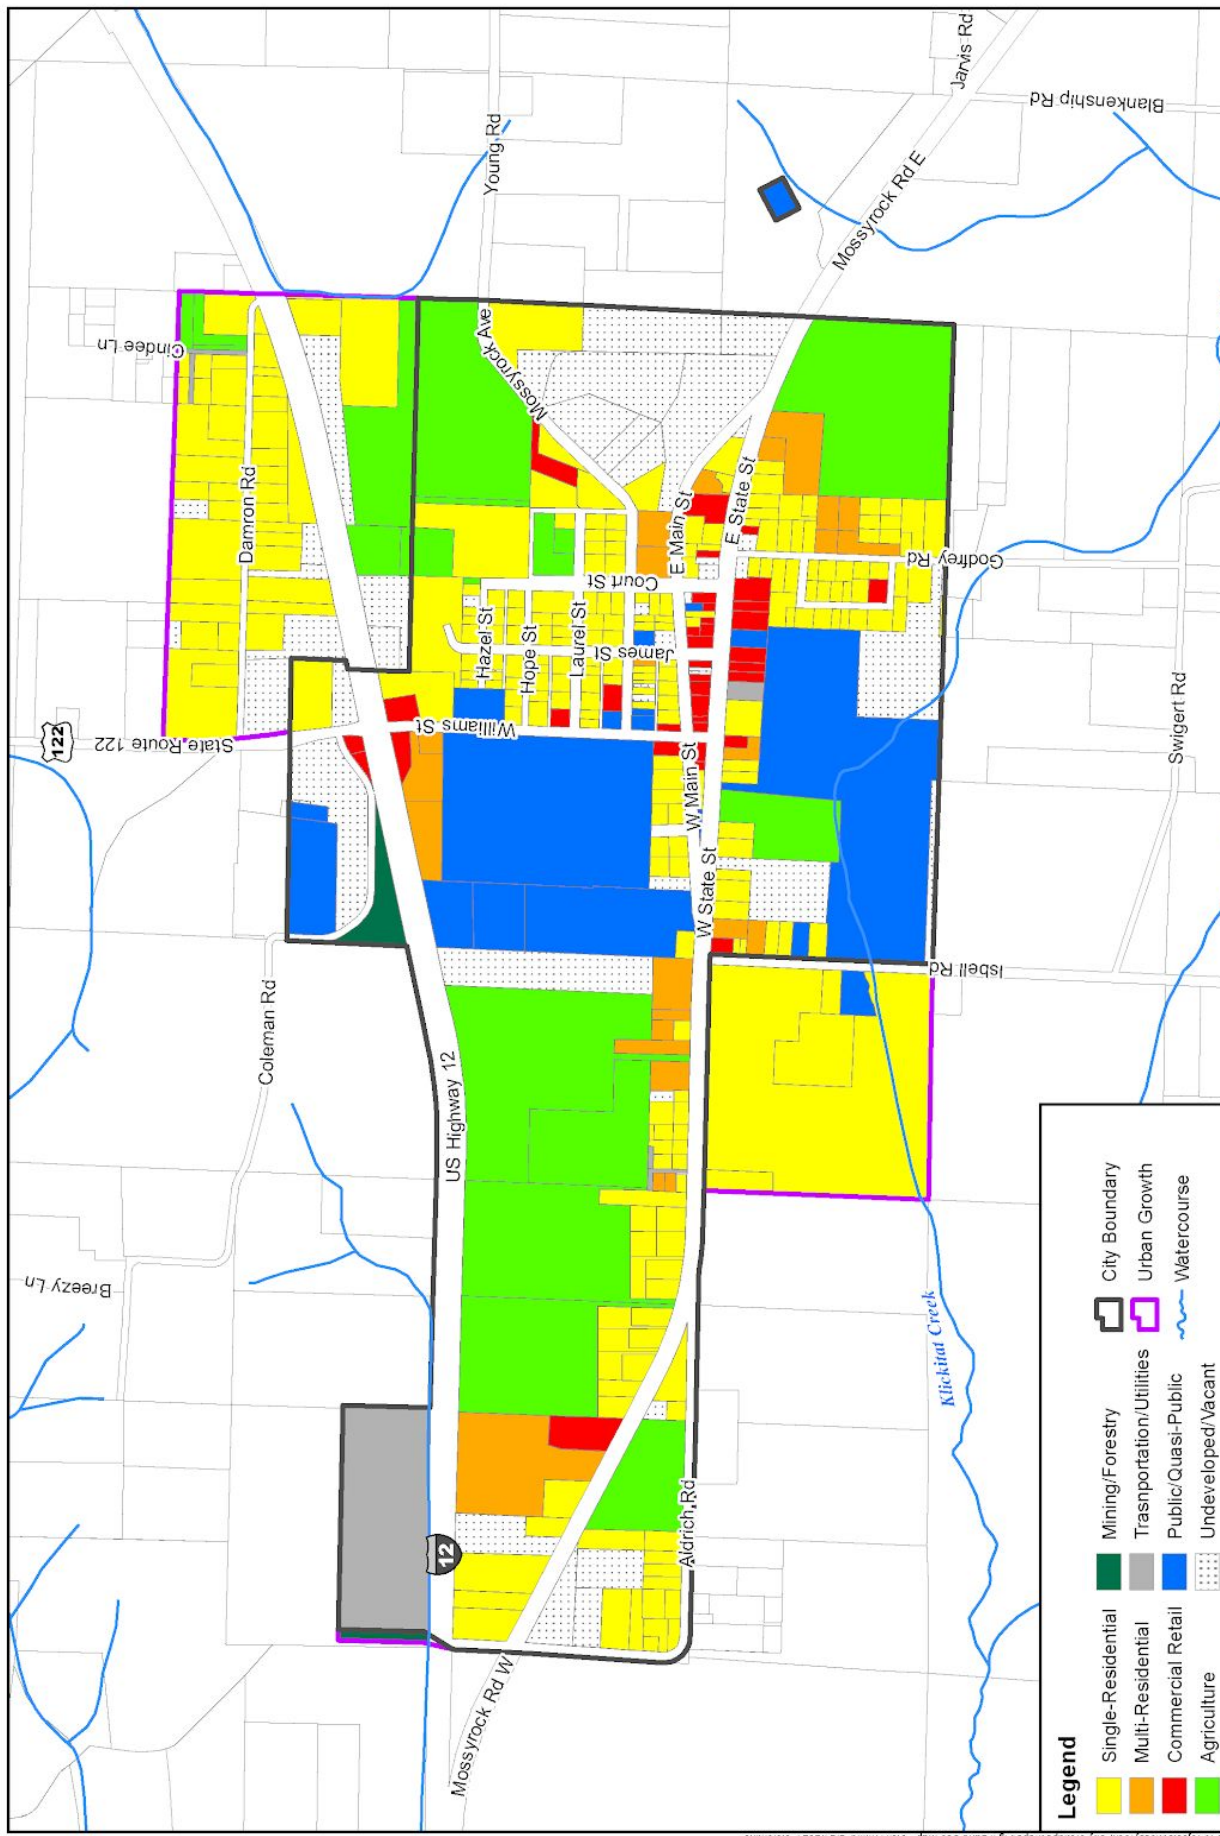 Jarvis Rd
Blankenship Rd
Young Rd
Mossyrock Rd E
Cindee Ln
Mossyrock Ave
Damron Rd
E State St
E Main St
Godfrey Rd
Court St
Hazel St
Hope St
Laurel St
James St
122
State Route 122
Williams St
Swigert Rd
W Main St
W State St
Isbell Rd
Coleman Rd
US Highway 12
Breezy Ln
Klickitat Creek
12
Aldrich Rd
Mossyrock Rd W
Legend
Single-Residential
Multi-Residential
Commercial Retail
Agriculture
Mining/Forestry
Trasnportation/Utilities
Public/Quasi-Public
Undeveloped/Vacant
City Boundary
Urban Growth
Watercourse